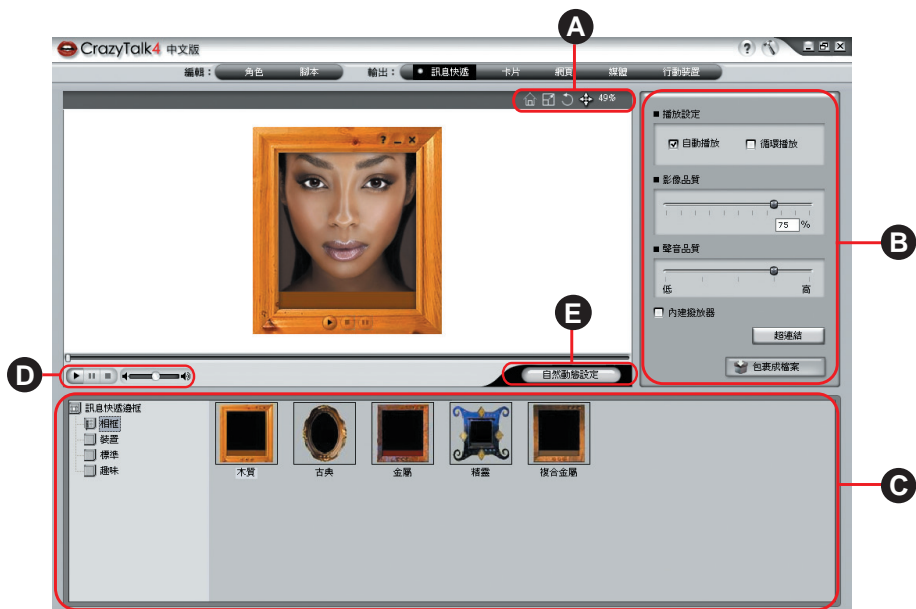 A
CrazyTalk4 中文版
?
編輯： 角色 腳本 輸出： 訊息快遞 卡片 網頁 媒體 行動裝置
49%
播放設定
自動播放 循環播放
影像品質
75 %
B
聲音品質
低 高
內建撥放器
超連結
包裹成檔案
? _ ×
E
自然動態設定
D
訊息快遞邊框
相框
裝置
標準
趣味
木質 古典 金屬 精靈 複合金屬
C